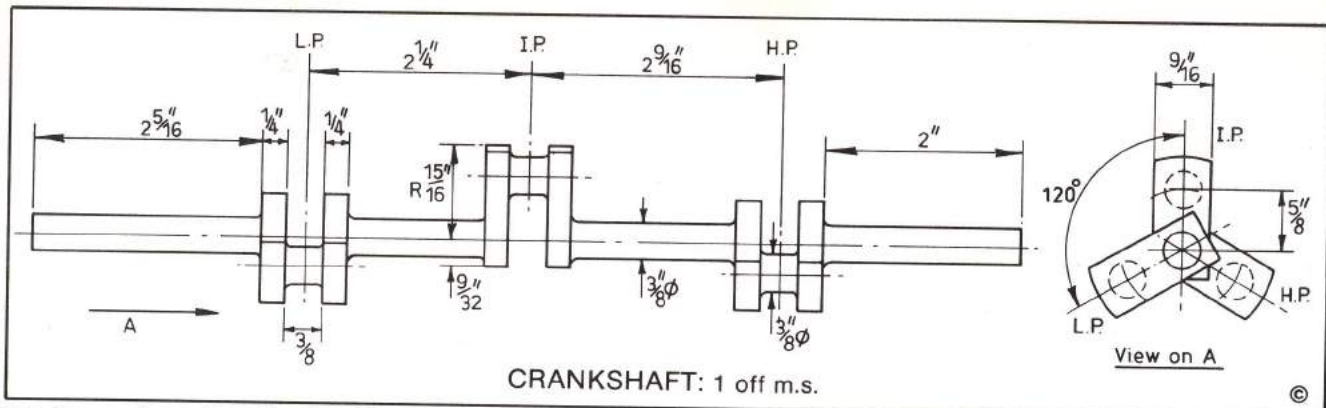 L.P.
I.P.
H.P.
2 1/4"
2 9/16"
9/16"
2 5/16"
1/4"
1/4"
R 15/16"
2"
I.P.
120°
5/8"
9/32"
3/8"φ
3/8"φ
A
3/8
H.P.
L.P.
View on A
CRANKSHAFT: 1 off m.s.
©